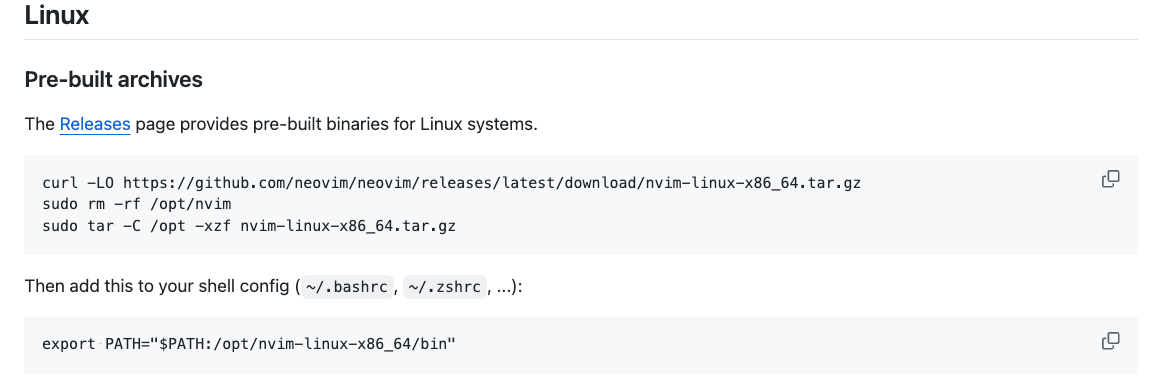 Linux
Pre-built archives
The Releases page provides pre-built binaries for Linux systems.
curl -LO https://github.com/neovim/neovim/releases/latest/download/nvim-linux-x86_64.tar.gz
sudo rm -rf /opt/nvim
sudo tar -C /opt -xzf nvim-linux-x86_64.tar.gz
Then add this to your shell config (~/.bashrc, ~/.zshrc, ...):
export PATH="$PATH:/opt/nvim-linux-x86_64/bin"